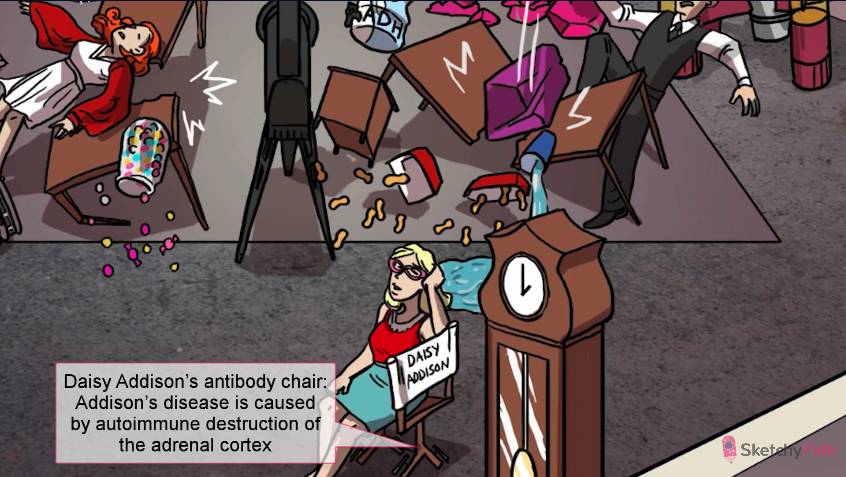 ADH
DAISY
ADDISON
Daisy Addison's antibody chair:
Addison's disease is caused
by autoimmune destruction of
the adrenal cortex
SketchyPath